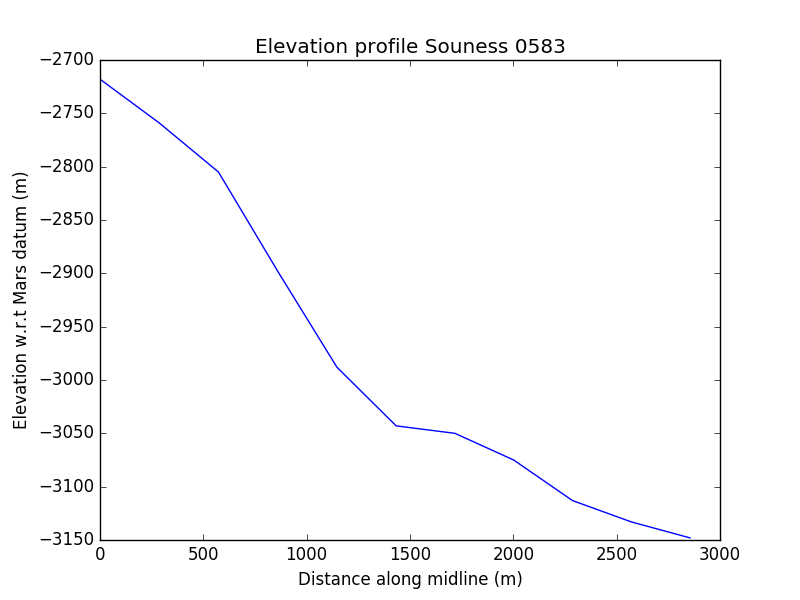 Elevation profile Souness 0583
−2700
−2750
−2800
−2850
−2900
−2950
−3000
−3050
−3100
−3150
Elevation w.r.t Mars datum (m)
0 500 1000 1500 2000 2500 3000
Distance along midline (m)